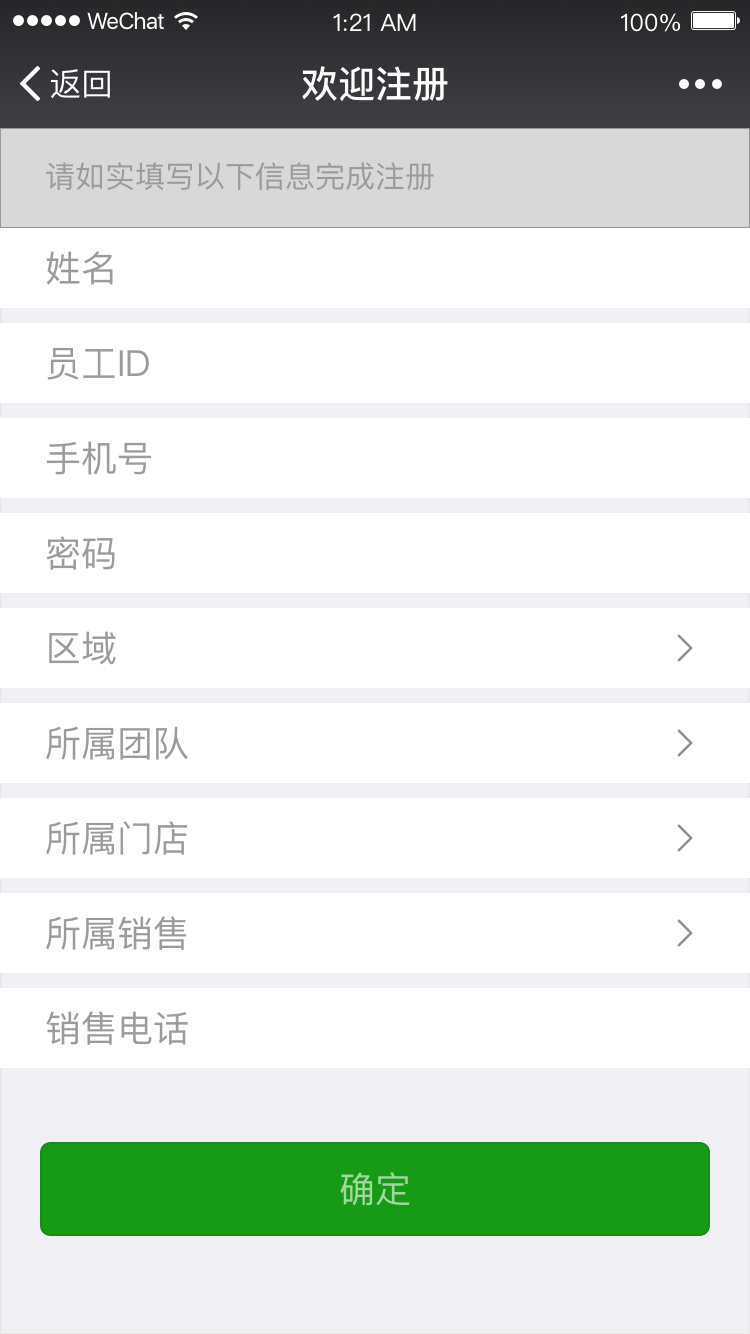 WeChat 1:21 AM 100%
返回 欢迎注册
请如实填写以下信息完成注册
姓名
员工ID
手机号
密码
区域
所属团队
所属门店
所属销售
销售电话
确定